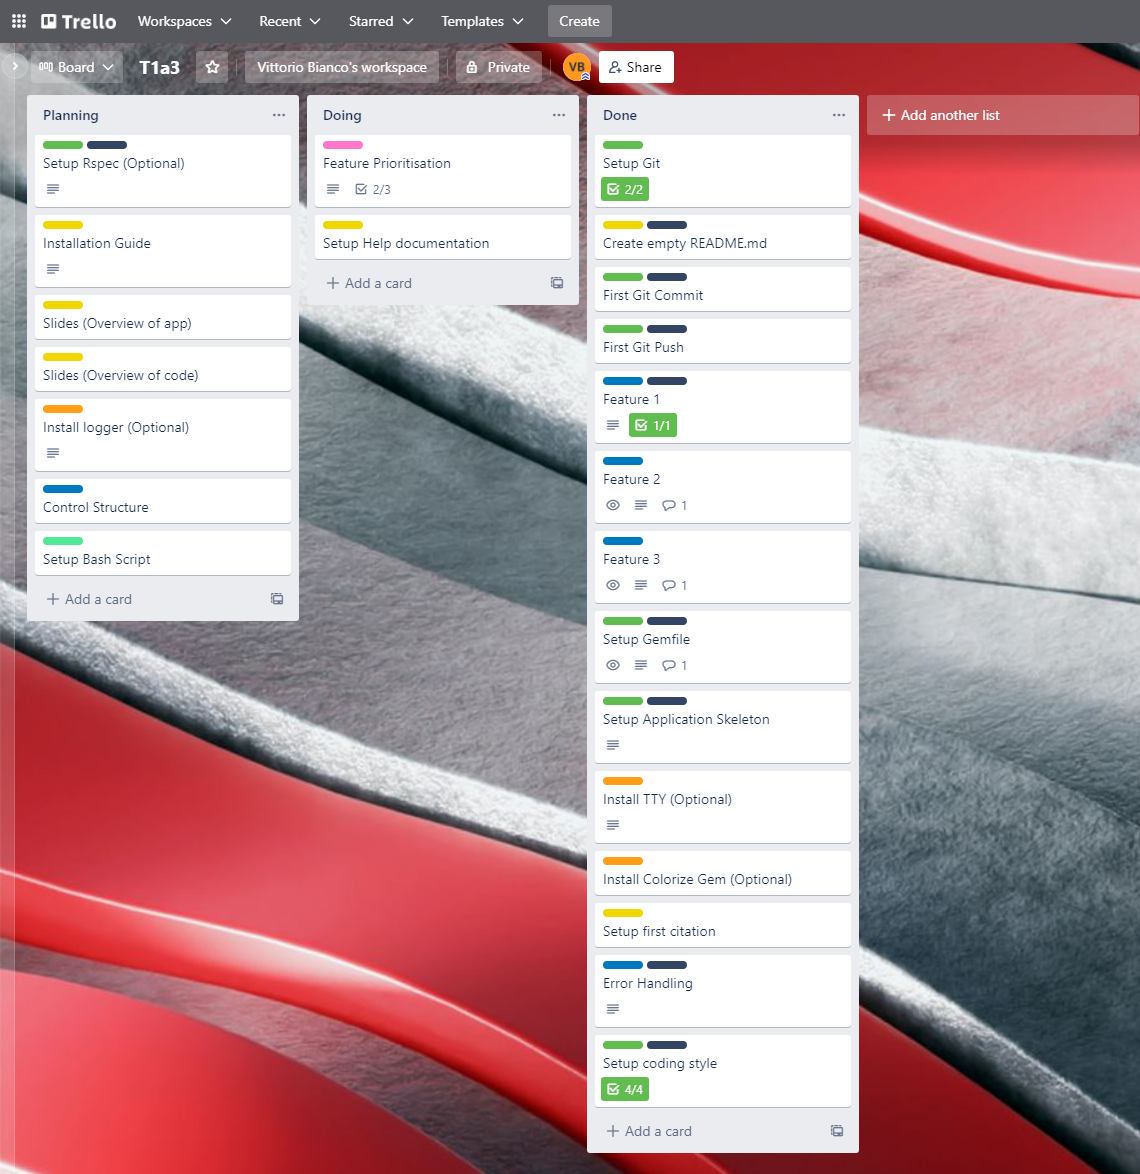 Trello Workspaces Recent Starred Templates Create
Board T1a3 Vittorio Bianco's workspace Private VB Share
Planning
Setup Rspec (Optional)
Installation Guide
Slides (Overview of app)
Slides (Overview of code)
Install logger (Optional)
Control Structure
Setup Bash Script
Add a card
Doing
Feature Prioritisation
2/3
Setup Help documentation
Add a card
Done
Setup Git
2/2
Create empty README.md
First Git Commit
First Git Push
Feature 1
1/1
Feature 2
1
Feature 3
1
Setup Gemfile
1
Setup Application Skeleton
Install TTY (Optional)
Install Colorize Gem (Optional)
Setup first citation
Error Handling
Setup coding style
4/4
Add a card
Add another list